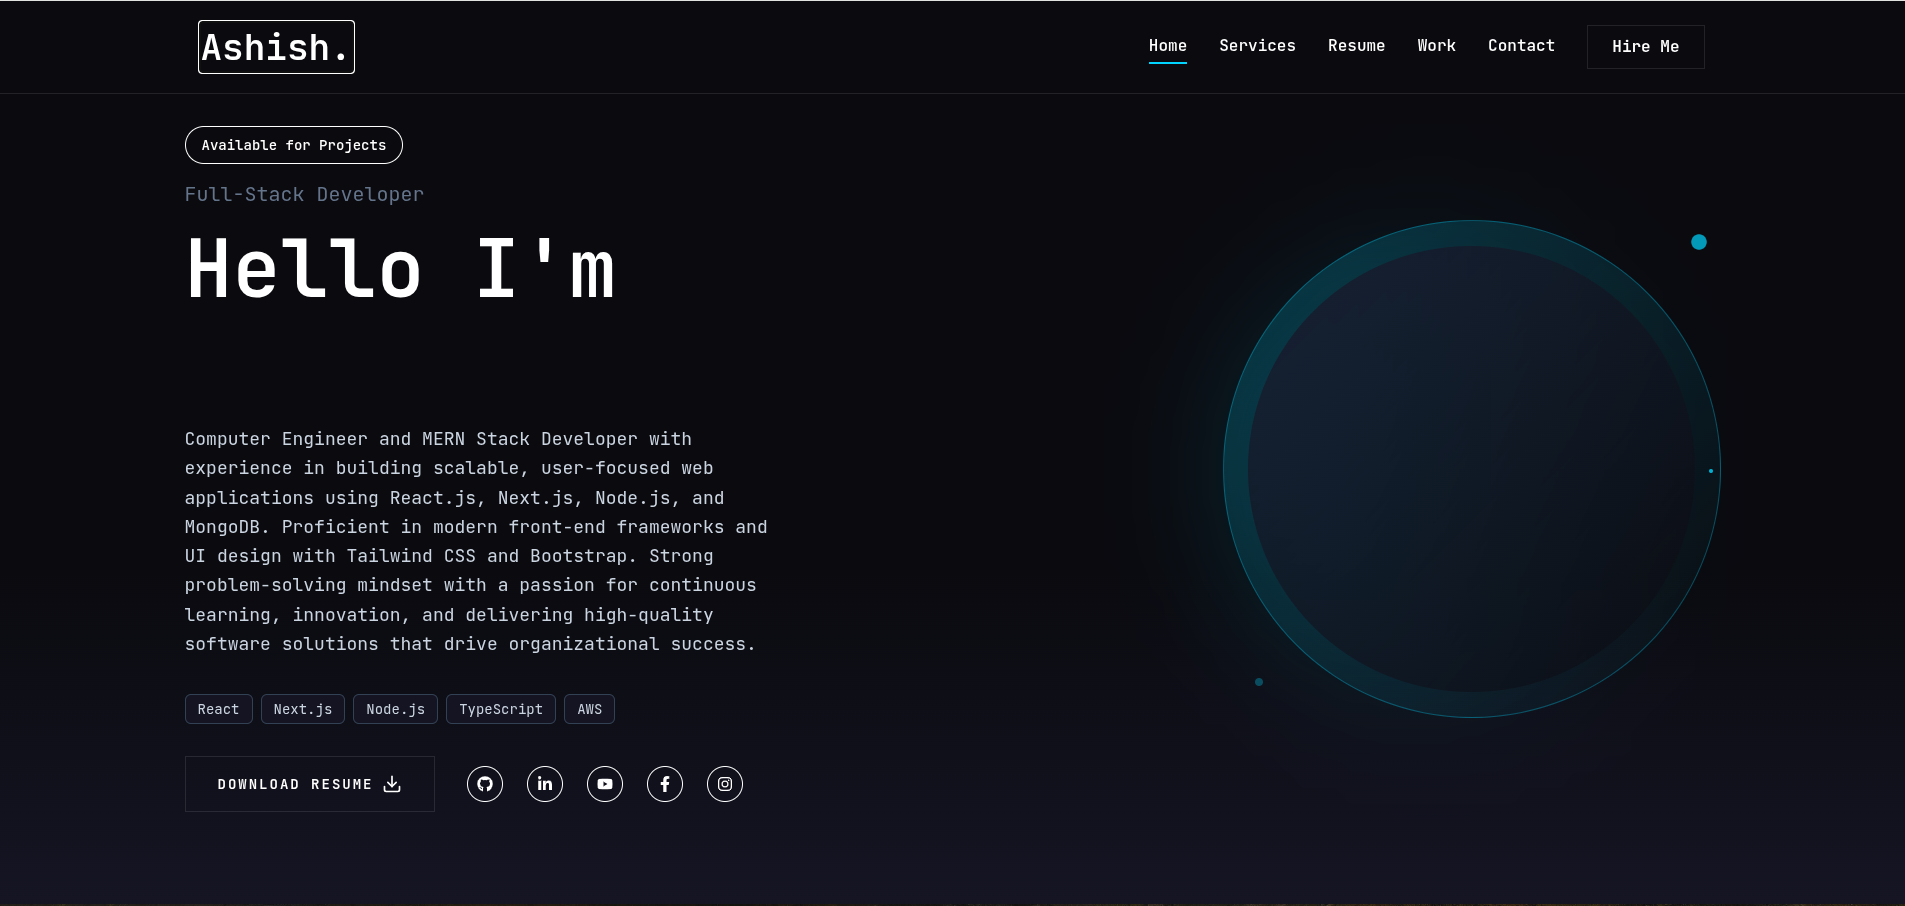 Ashish.
Home Services Resume Work Contact Hire Me
Available for Projects
Full-Stack Developer
Hello I'm
Computer Engineer and MERN Stack Developer with
experience in building scalable, user-focused web
applications using React.js, Next.js, Node.js, and
MongoDB. Proficient in modern front-end frameworks and
UI design with Tailwind CSS and Bootstrap. Strong
problem-solving mindset with a passion for continuous
learning, innovation, and delivering high-quality
software solutions that drive organizational success.
React Next.js Node.js TypeScript AWS
DOWNLOAD RESUME